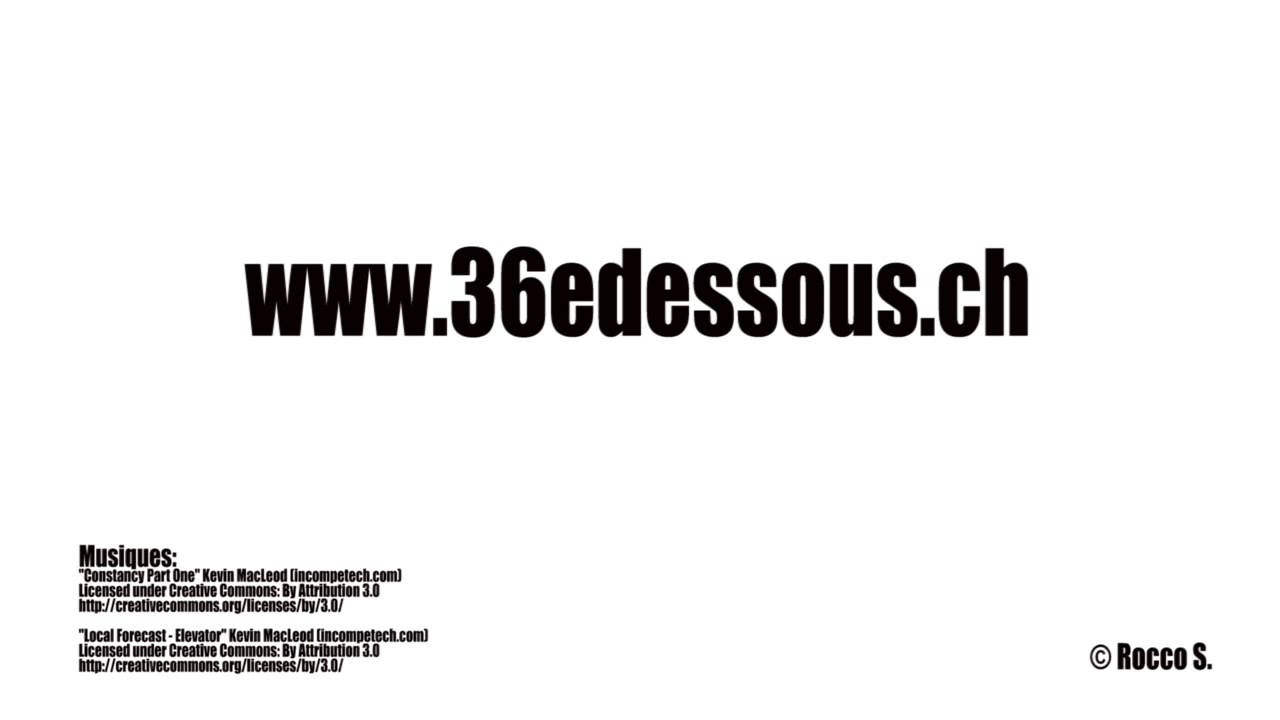 www.36edessous.ch
Musiques:
"Constancy Part One" Kevin MacLeod (incompetech.com)
Licensed under Creative Commons: By Attribution 3.0
http://creativecommons.org/licenses/by/3.0/
"Local Forecast - Elevator" Kevin MacLeod (incompetech.com)
Licensed under Creative Commons: By Attribution 3.0
http://creativecommons.org/licenses/by/3.0/
© Rocco S.